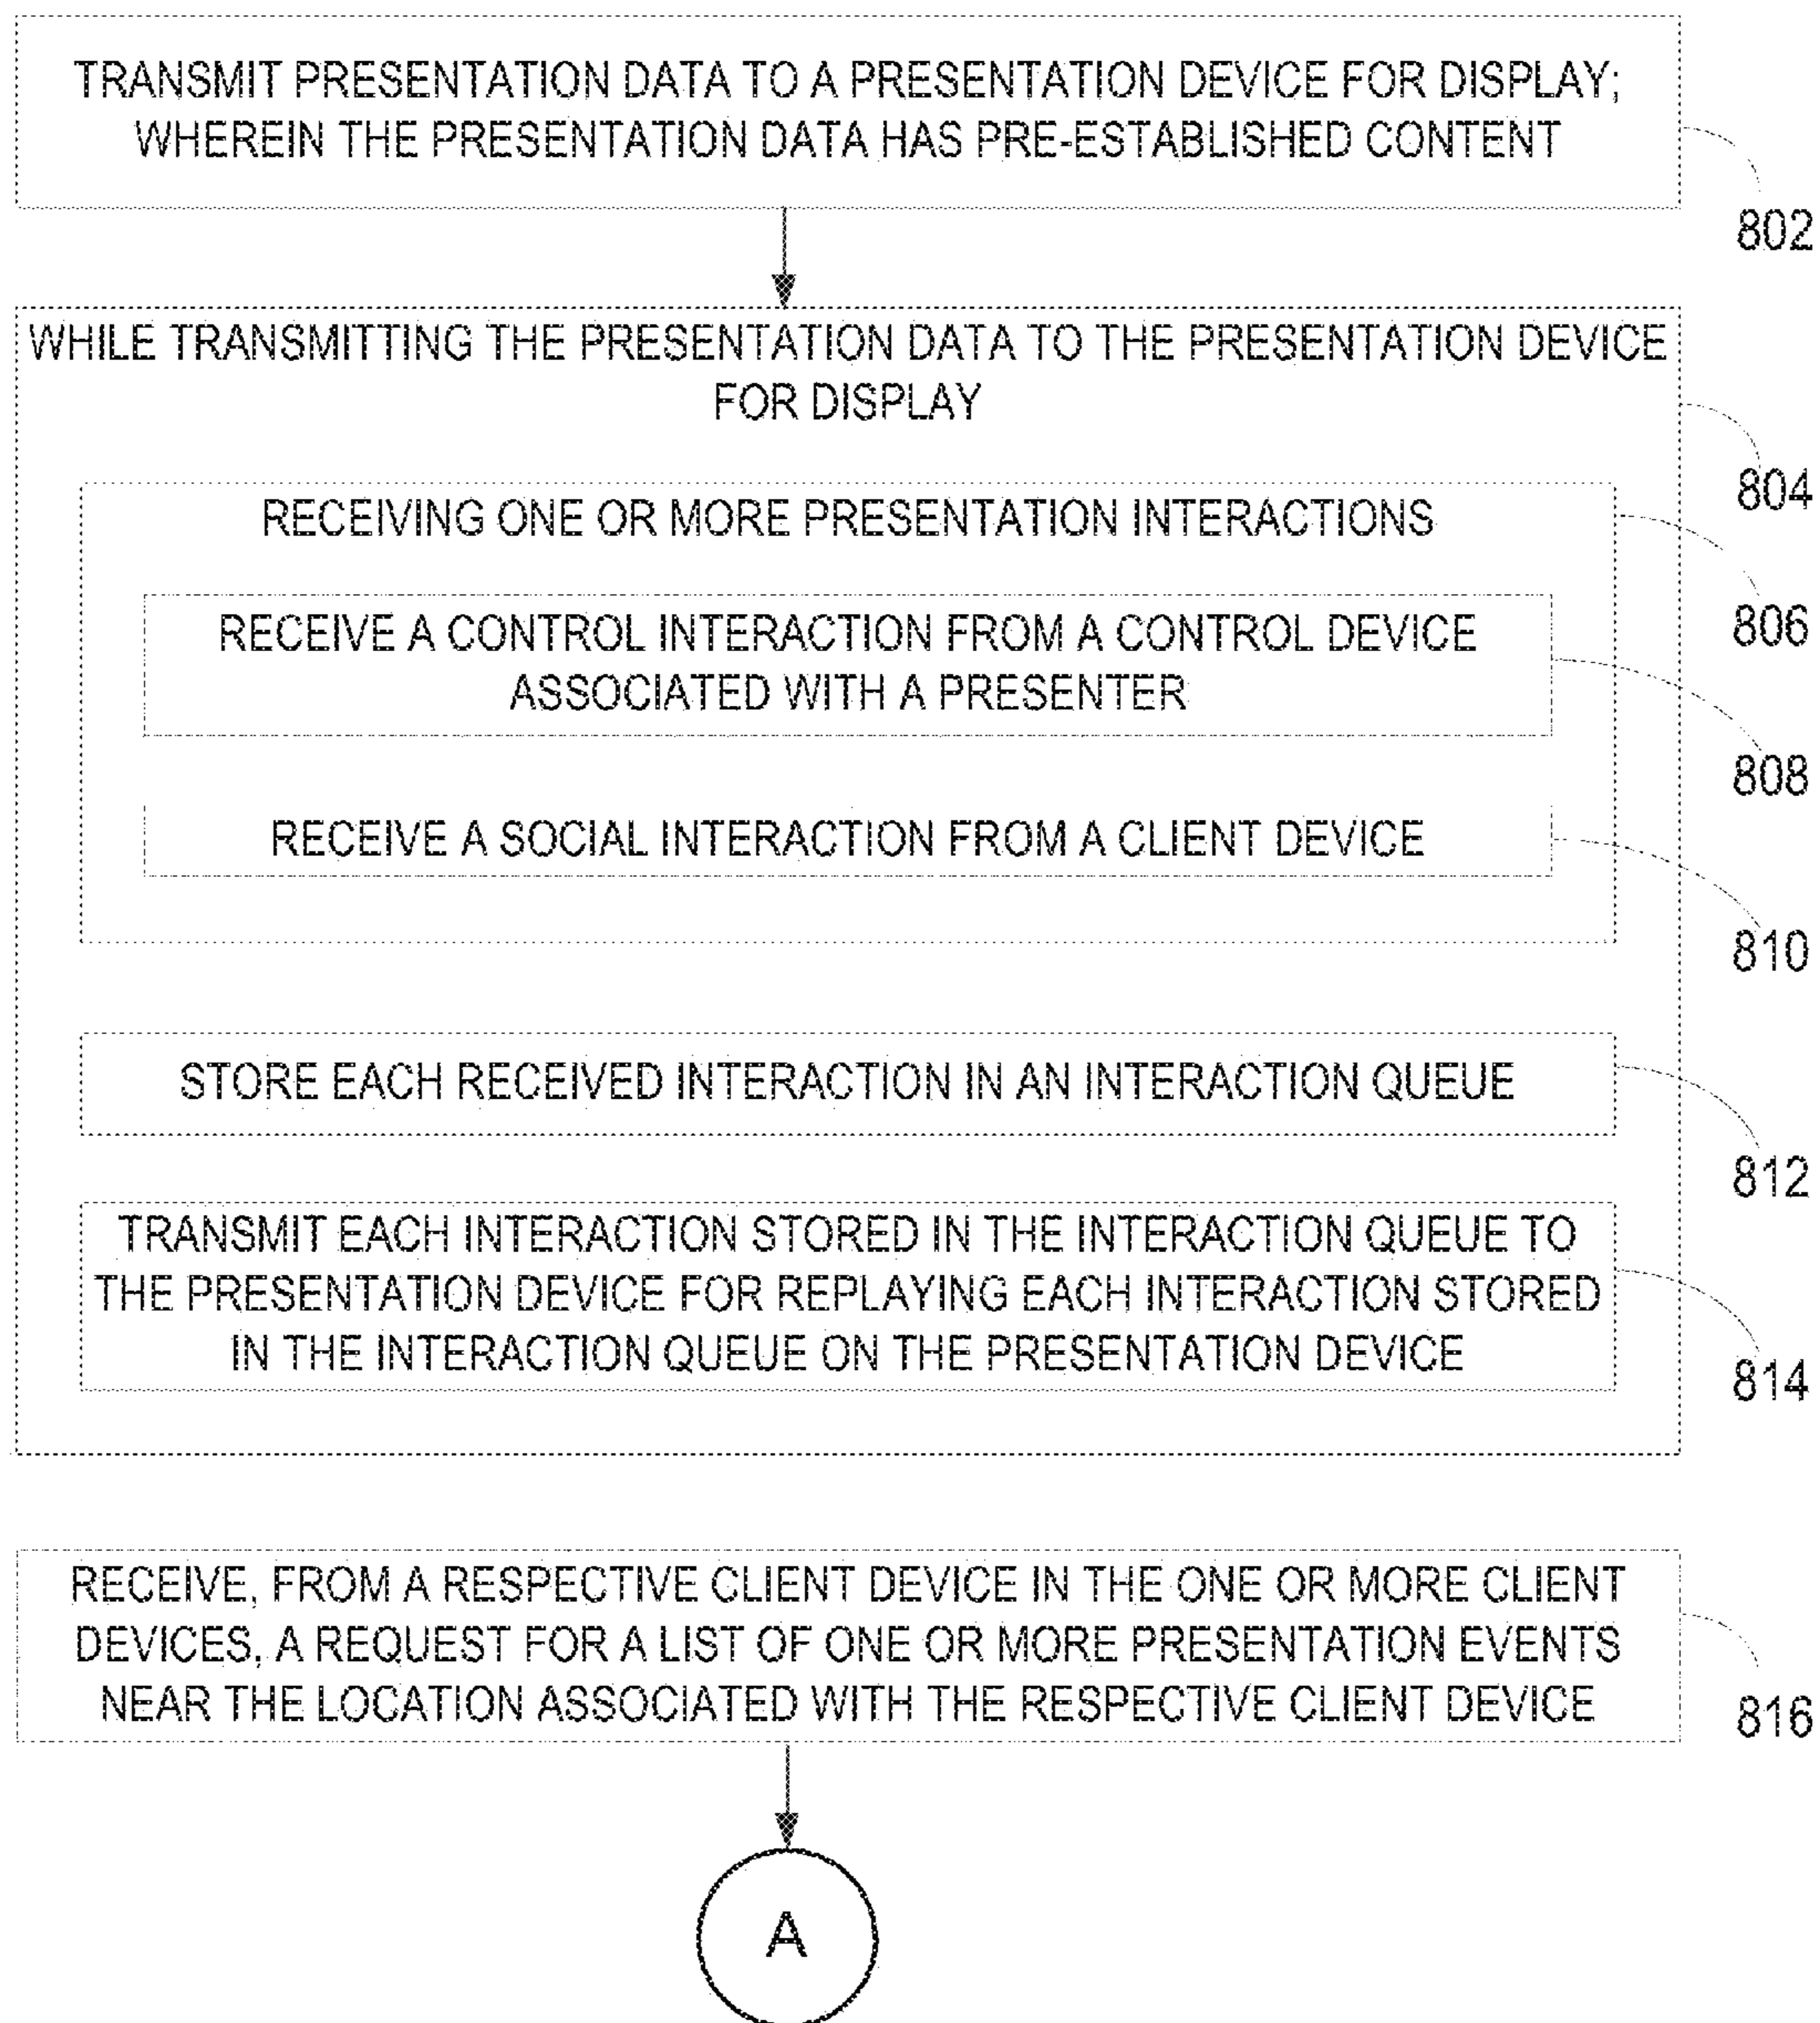 TRANSMIT PRESENTATION DATA TO A PRESENTATION DEVICE FOR DISPLAY;
WHEREIN THE PRESENTATION DATA HAS PRE-ESTABLISHED CONTENT
802
WHILE TRANSMITTING THE PRESENTATION DATA TO THE PRESENTATION DEVICE
FOR DISPLAY
804
RECEIVING ONE OR MORE PRESENTATION INTERACTIONS
806
RECEIVE A CONTROL INTERACTION FROM A CONTROL DEVICE
ASSOCIATED WITH A PRESENTER
808
RECEIVE A SOCIAL INTERACTION FROM A CLIENT DEVICE
810
STORE EACH RECEIVED INTERACTION IN AN INTERACTION QUEUE
812
TRANSMIT EACH INTERACTION STORED IN THE INTERACTION QUEUE TO
THE PRESENTATION DEVICE FOR REPLAYING EACH INTERACTION STORED
IN THE INTERACTION QUEUE ON THE PRESENTATION DEVICE
814
RECEIVE, FROM A RESPECTIVE CLIENT DEVICE IN THE ONE OR MORE CLIENT
DEVICES, A REQUEST FOR A LIST OF ONE OR MORE PRESENTATION EVENTS
NEAR THE LOCATION ASSOCIATED WITH THE RESPECTIVE CLIENT DEVICE
816
A